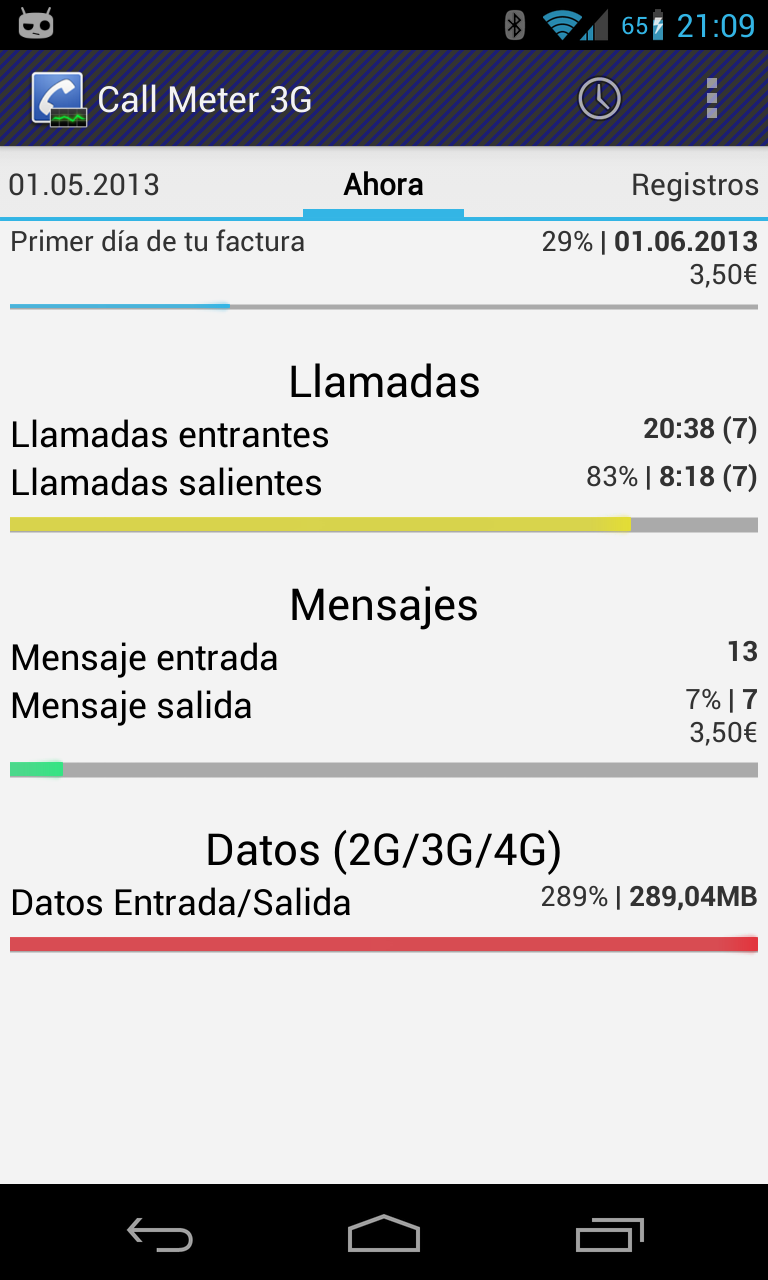 65 21:09
Call Meter 3G
01.05.2013 Ahora Registros
Primer día de tu factura 29% | 01.06.2013
3,50€
Llamadas
Llamadas entrantes 20:38 (7)
Llamadas salientes 83% | 8:18 (7)
Mensajes
Mensaje entrada 13
Mensaje salida 7% | 7
3,50€
Datos (2G/3G/4G)
Datos Entrada/Salida 289% | 289,04MB